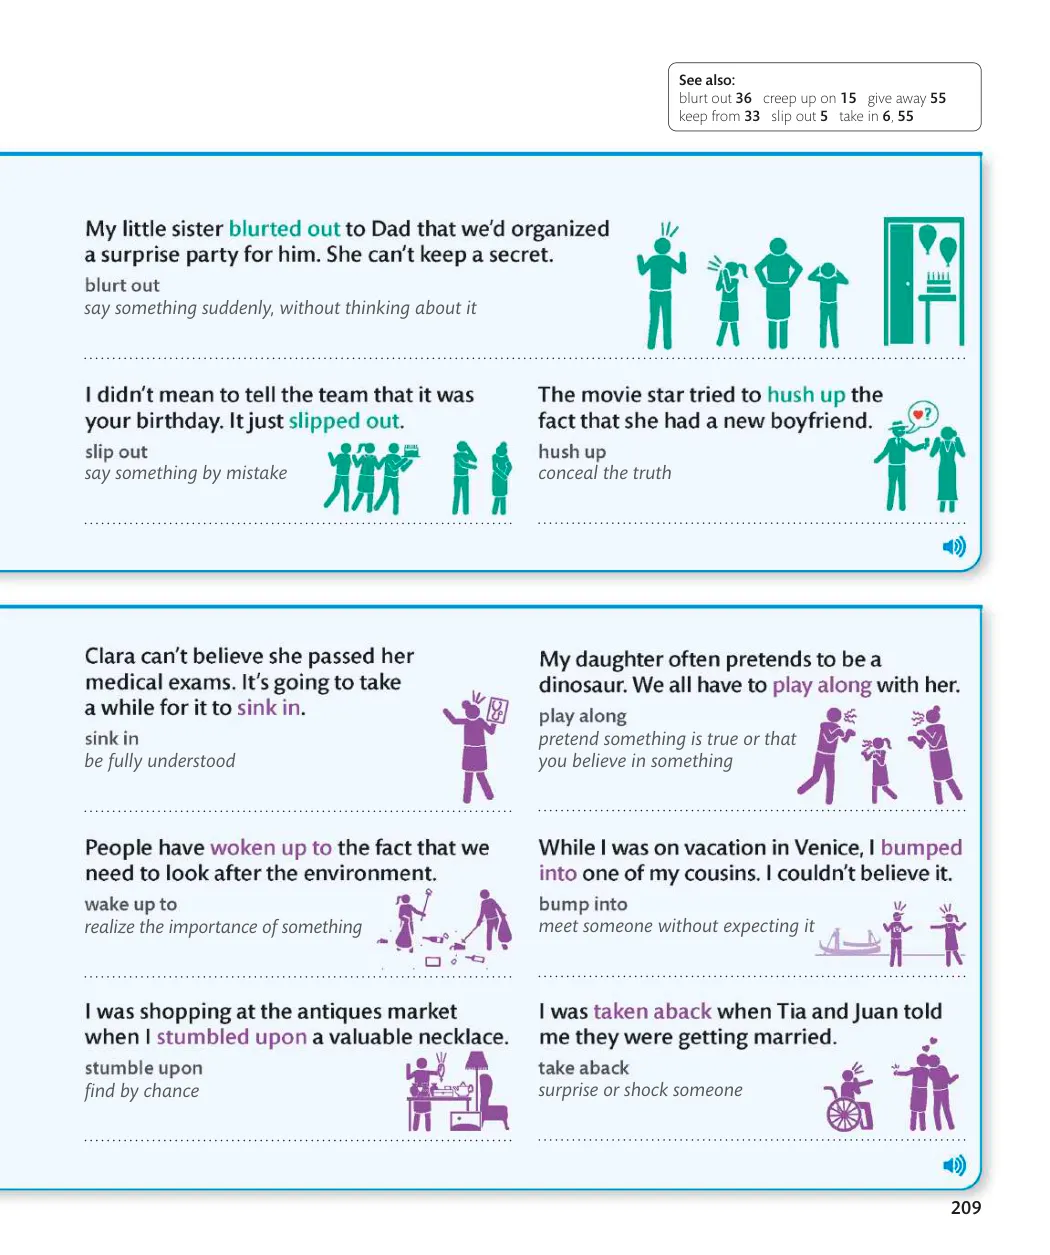 See also:
blurt out 36   creep up on 15   give away 55
keep from 33   slip out 5   take in 6, 55
My little sister blurted out to Dad that we’d organized
a surprise party for him. She can’t keep a secret.
blurt out
say something suddenly, without thinking about it
I didn’t mean to tell the team that it was
your birthday. It just slipped out.
slip out
say something by mistake
The movie star tried to hush up the
fact that she had a new boyfriend.
hush up
conceal the truth
?
Clara can’t believe she passed her
medical exams. It’s going to take
a while for it to sink in.
sink in
be fully understood
My daughter often pretends to be a
dinosaur. We all have to play along with her.
play along
pretend something is true or that
you believe in something
People have woken up to the fact that we
need to look after the environment.
wake up to
realize the importance of something
While I was on vacation in Venice, I bumped
into one of my cousins. I couldn’t believe it.
bump into
meet someone without expecting it
I was shopping at the antiques market
when I stumbled upon a valuable necklace.
stumble upon
find by chance
I was taken aback when Tia and Juan told
me they were getting married.
take aback
surprise or shock someone
209